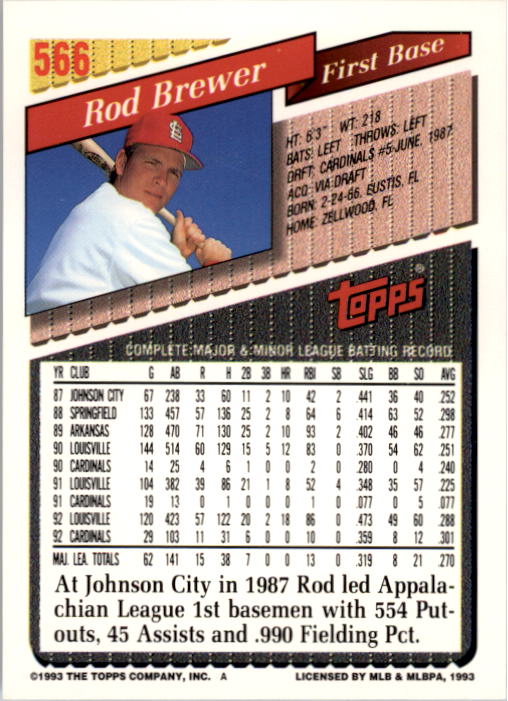 566
Rod Brewer
First Base
HT: 6'3" WT: 218
BATS: LEFT THROWS: LEFT
DRFT: CARDINALS #5-JUNE, 1987
ACQ: VIA DRAFT
BORN: 2-24-66, EUSTIS, FL
HOME: ZELLWOOD, FL
TOPPS®
COMPLETE MAJOR & MINOR LEAGUE BATTING RECORD
YR CLUB G AB R H 2B 3B HR RBI SB SLG BB SO AVG
87 JOHNSON CITY 67 238 33 60 11 2 10 42 2 .441 36 40 .252
88 SPRINGFIELD 133 457 57 136 25 2 8 64 6 .414 63 52 .298
89 ARKANSAS 128 470 71 130 25 2 10 93 2 .402 46 46 .277
90 LOUISVILLE 144 514 60 129 15 5 12 83 0 .370 54 62 .251
90 CARDINALS 14 25 4 6 1 0 0 2 0 .280 0 4 .240
91 LOUISVILLE 104 382 39 86 21 1 8 52 4 .348 35 57 .225
91 CARDINALS 19 13 0 1 0 0 0 1 0 .077 0 5 .077
92 LOUISVILLE 120 423 57 122 20 2 18 86 0 .473 49 60 .288
92 CARDINALS 29 103 11 31 6 0 0 10 0 .359 8 12 .301
MAJ. LEA. TOTALS 62 141 15 38 7 0 0 13 0 .319 8 21 .270
At Johnson City in 1987 Rod led Appala-
chian League 1st basemen with 554 Put-
outs, 45 Assists and .990 Fielding Pct.
©1993 THE TOPPS COMPANY, INC. A
LICENSED BY MLB & MLBPA, 1993